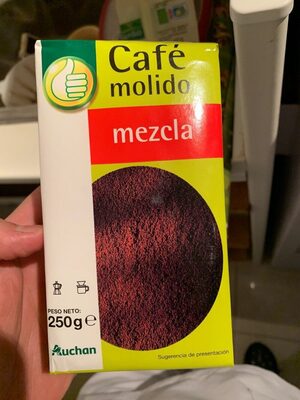 Café
molido
mezcla
PESO NETO:
250g e
Auchan
Sugerencia de presentación